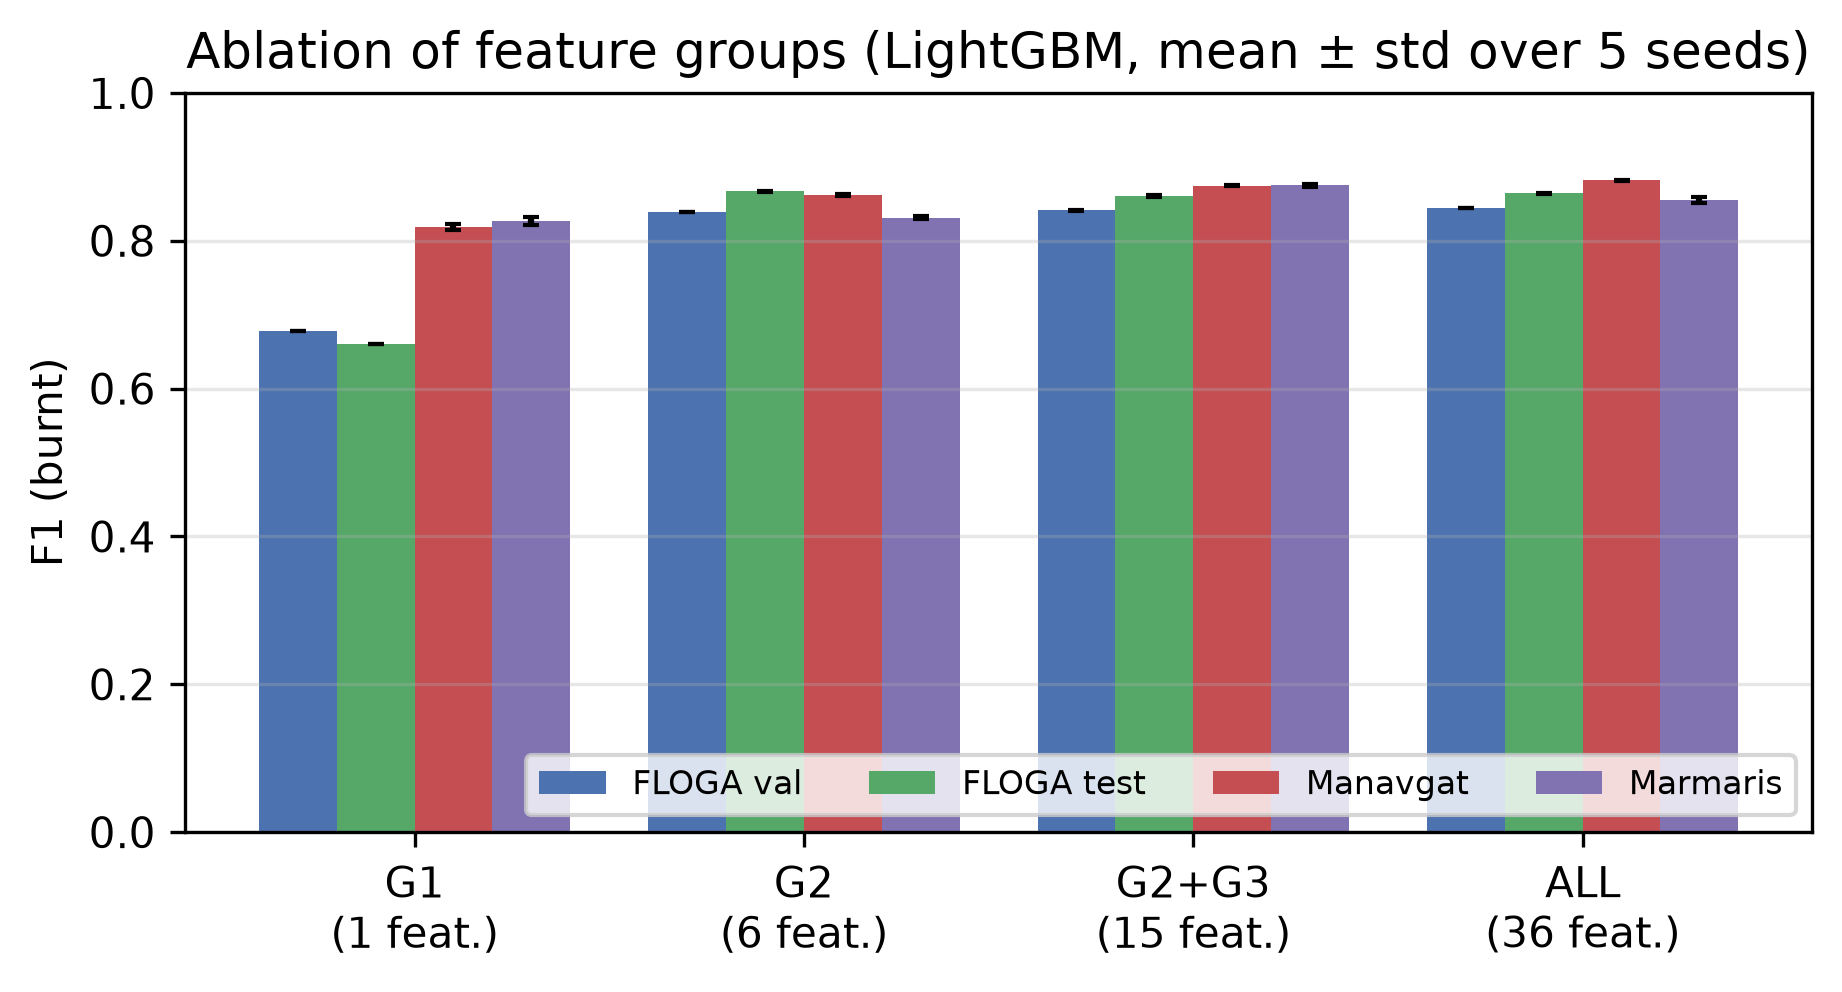 Ablation of feature groups (LightGBM, mean ± std over 5 seeds)
1.0
0.8
0.6
0.4
0.2
0.0
F1 (burnt)
FLOGA val FLOGA test Manavgat Marmaris
G1 G2 G2+G3 ALL
(1 feat.) (6 feat.) (15 feat.) (36 feat.)